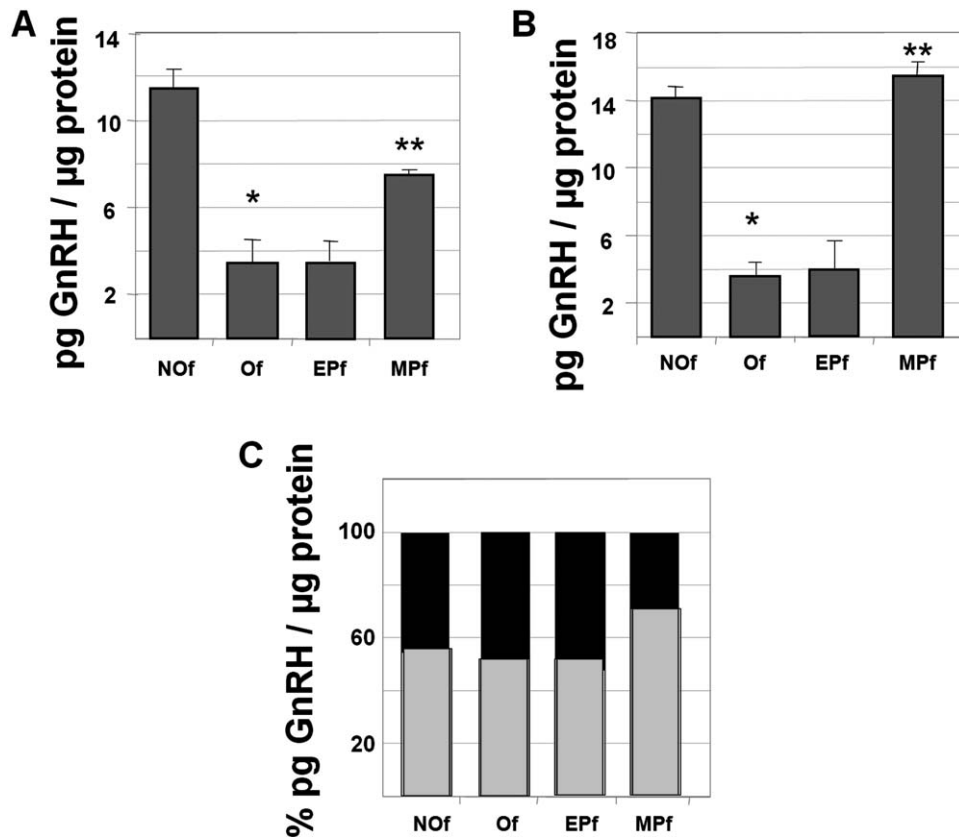 A
pg GnRH / µg protein
14
10
6
2
*
**
NOf Of EPf MPf
B
pg GnRH / µg protein
18
14
10
6
2
*
**
NOf Of EPf MPf
C
% pg GnRH / µg protein
100
60
20
NOf Of EPf MPf